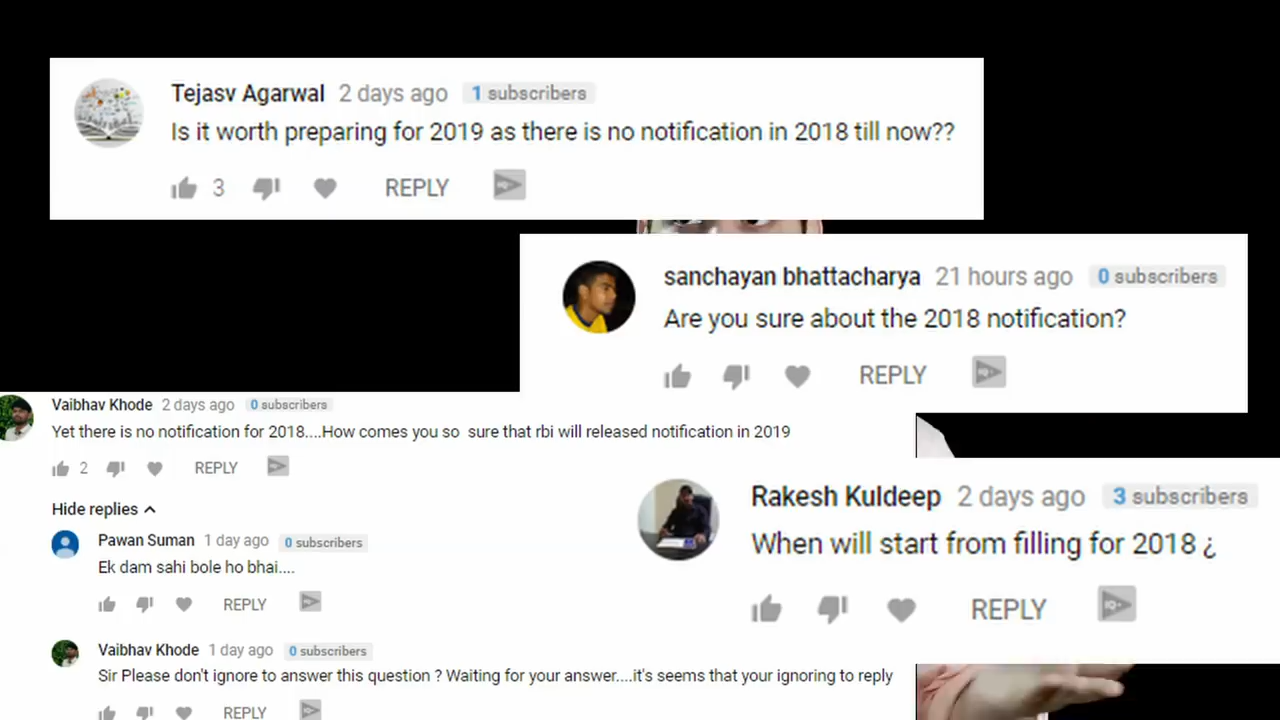 Tejasv Agarwal 2 days ago 1 subscribers
Is it worth preparing for 2019 as there is no notification in 2018 till now??
3 REPLY
sanchayan bhattacharya 21 hours ago 0 subscribers
Are you sure about the 2018 notification?
REPLY
Vaibhav Khode 2 days ago 0 subscribers
Yet there is no notification for 2018....How comes you so sure that rbi will released notification in 2019
2 REPLY
Hide replies
Pawan Suman 1 day ago 0 subscribers
Ek dam sahi bole ho bhai....
REPLY
Vaibhav Khode 1 day ago 0 subscribers
Sir Please don't ignore to answer this question ? Waiting for your answer....it's seems that your ignoring to reply
REPLY
Rakesh Kuldeep 2 days ago 3 subscribers
When will start from filling for 2018 ¿
REPLY